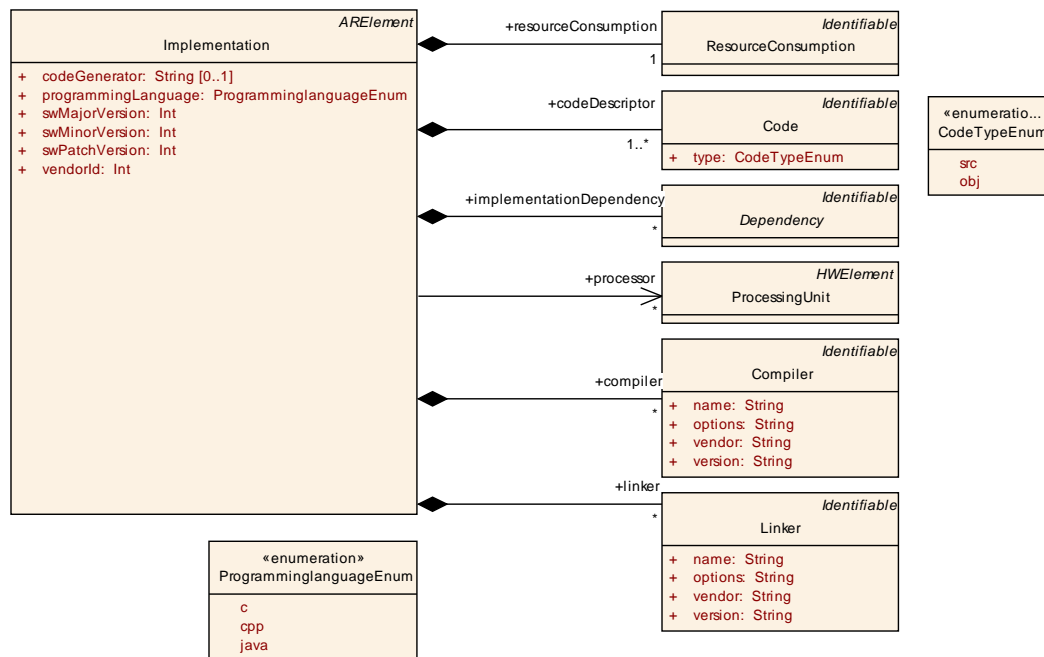 ARElement
Implementation
+ codeGenerator: String [0..1]
+ programmingLanguage: ProgramminglanguageEnum
+ swMajorVersion: Int
+ swMinorVersion: Int
+ swPatchVersion: Int
+ vendorId: Int
+resourceConsumption
1
Identifiable
ResourceConsumption
+codeDescriptor
1..*
Identifiable
Code
+ type: CodeTypeEnum
«enumeratio...
CodeTypeEnum
src
obj
+implementationDependency
*
Identifiable
Dependency
+processor
*
HWElement
ProcessingUnit
+compiler
*
Identifiable
Compiler
+ name: String
+ options: String
+ vendor: String
+ version: String
+linker
*
Identifiable
Linker
+ name: String
+ options: String
+ vendor: String
+ version: String
«enumeration»
ProgramminglanguageEnum
c
cpp
java